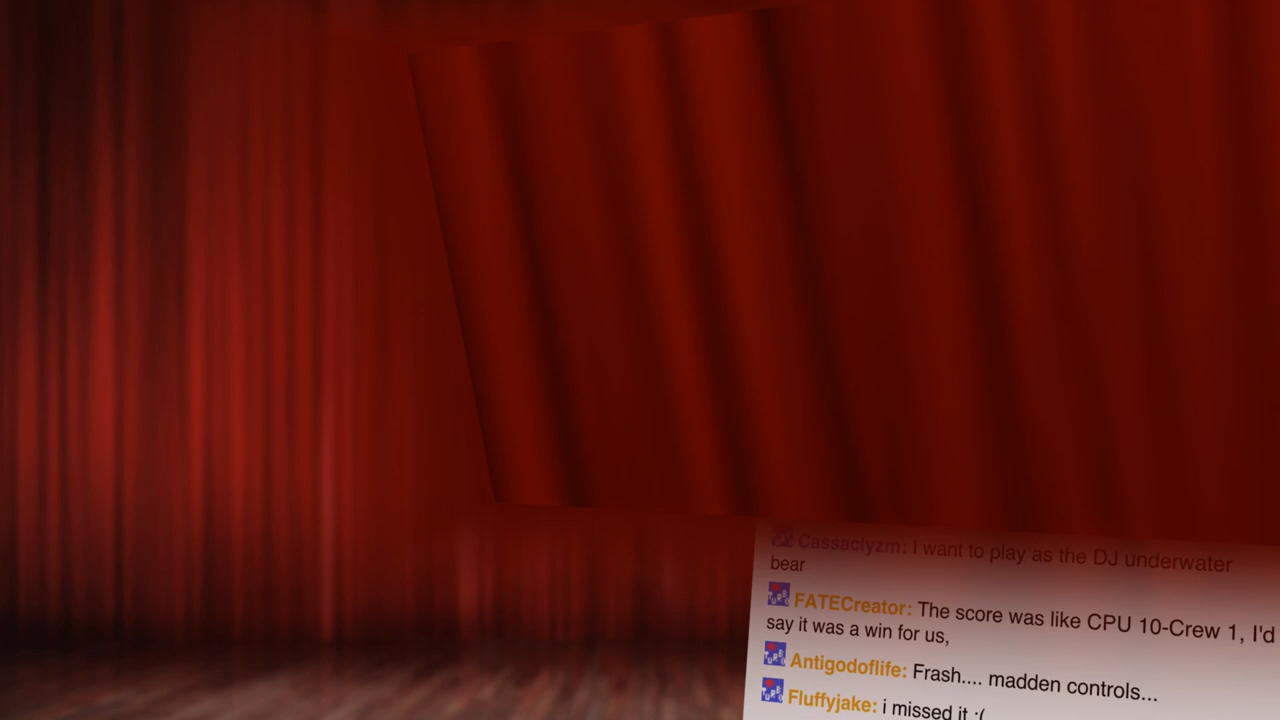 Cassaclyzm: I want to play as the DJ underwater
bear
FATECreator: The score was like CPU 10-Crew 1, I'd
say it was a win for us,
Antigodoflife: Frash.... madden controls...
Fluffyjake: i missed it :(